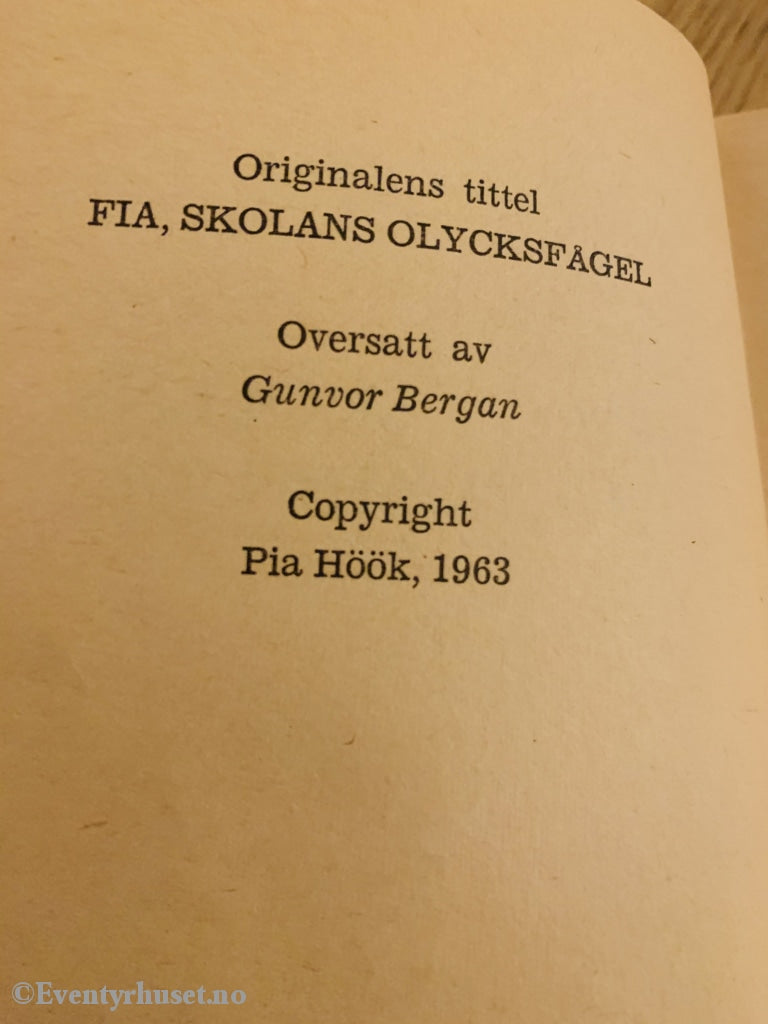 Originalens tittel
FIA, SKOLANS OLYCKSFÅGEL
Oversatt av
Gunvor Bergan
Copyright
Pia Höök, 1963
©Eventyrhuset.no